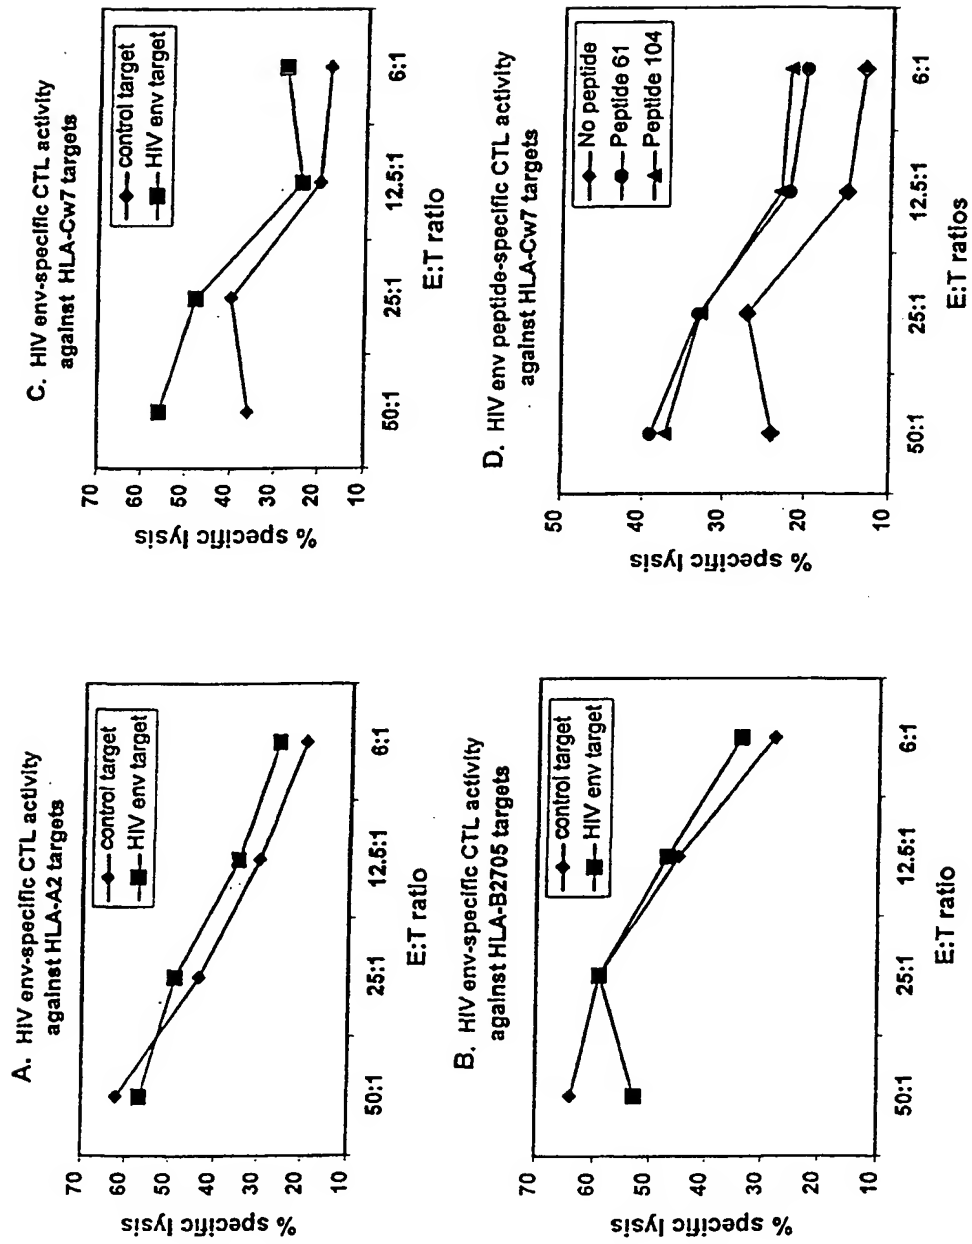 A. HIV env-specific CTL activity
against HLA-A2 targets
% specific lysis
70
60
50
40
30
20
10
control target
HIV env target
50:1
25:1
12.5:1
6:1
E:T ratio
B. HIV env-specific CTL activity
against HLA-B2705 targets
% specific lysis
70
60
50
40
30
20
10
control target
HIV env target
50:1
25:1
12.5:1
6:1
E:T ratio
C. HIV env-specific CTL activity
against HLA-Cw7 targets
% specific lysis
70
60
50
40
30
20
10
control target
HIV env target
50:1
25:1
12.5:1
6:1
E:T ratio
D. HIV env peptide-specific CTL activity
against HLA-Cw7 targets
% specific lysis
50
40
30
20
10
No peptide
Peptide 61
Peptide 104
50:1
25:1
12.5:1
6:1
E:T ratios